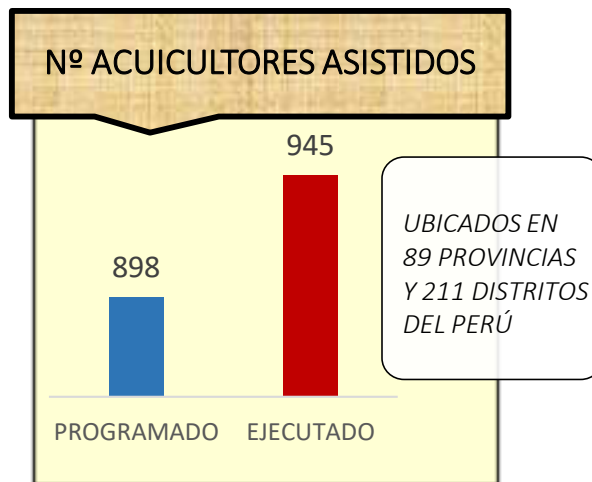 Nº ACUICULTORES ASISTIDOS
945
898
UBICADOS EN
89 PROVINCIAS
Y 211 DISTRITOS
DEL PERÚ
PROGRAMADO
EJECUTADO